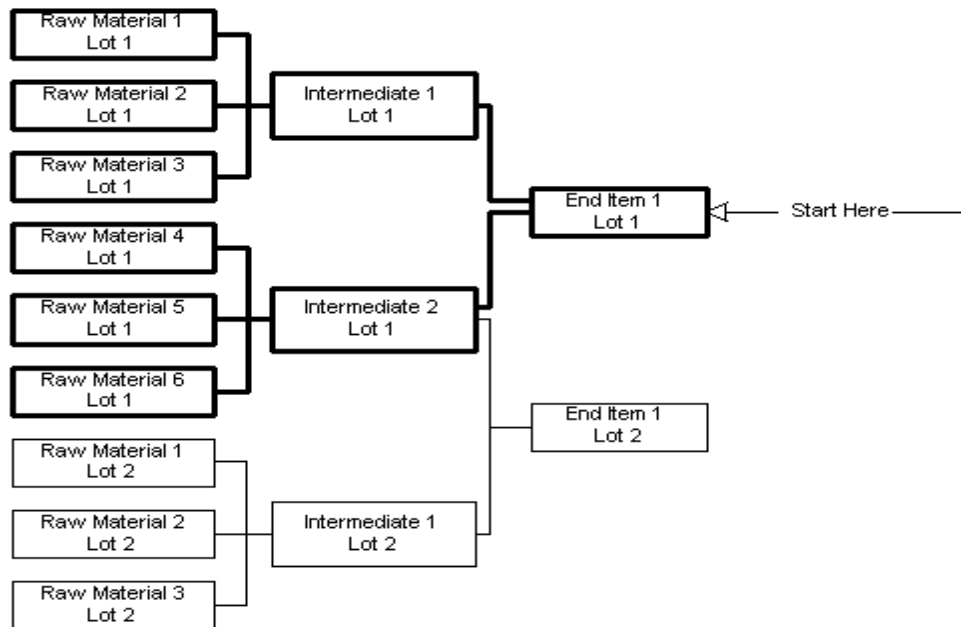 Raw Material 1
Lot 1
Raw Material 2
Lot 1
Raw Material 3
Lot 1
Raw Material 4
Lot 1
Raw Material 5
Lot 1
Raw Material 6
Lot 1
Raw Material 1
Lot 2
Raw Material 2
Lot 2
Raw Material 3
Lot 2
Intermediate 1
Lot 1
Intermediate 2
Lot 1
Intermediate 1
Lot 2
End Item 1
Lot 1
End Item 1
Lot 2
Start Here